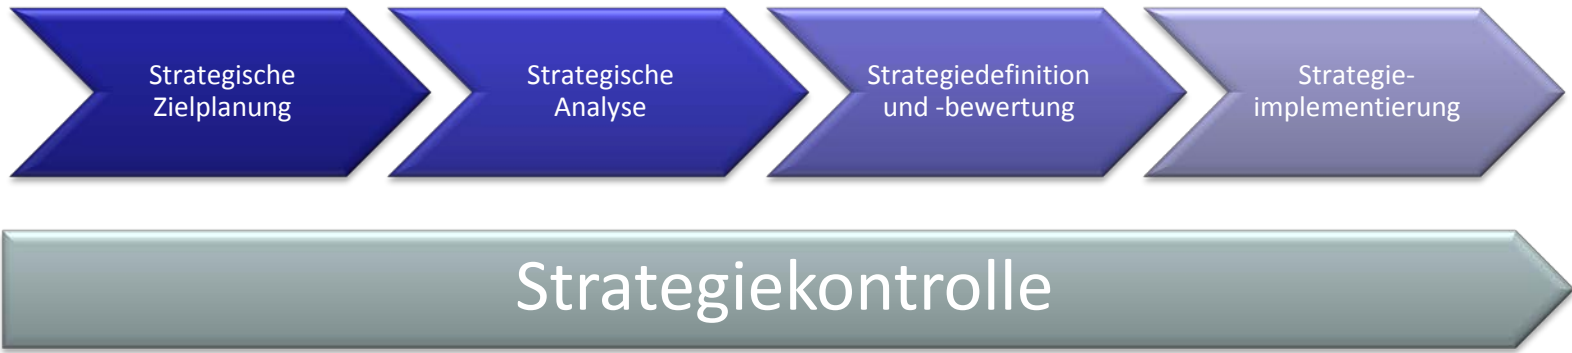 Strategische
Zielplanung
Strategische
Analyse
Strategiedefinition
und -bewertung
Strategie-
implementierung
Strategiekontrolle